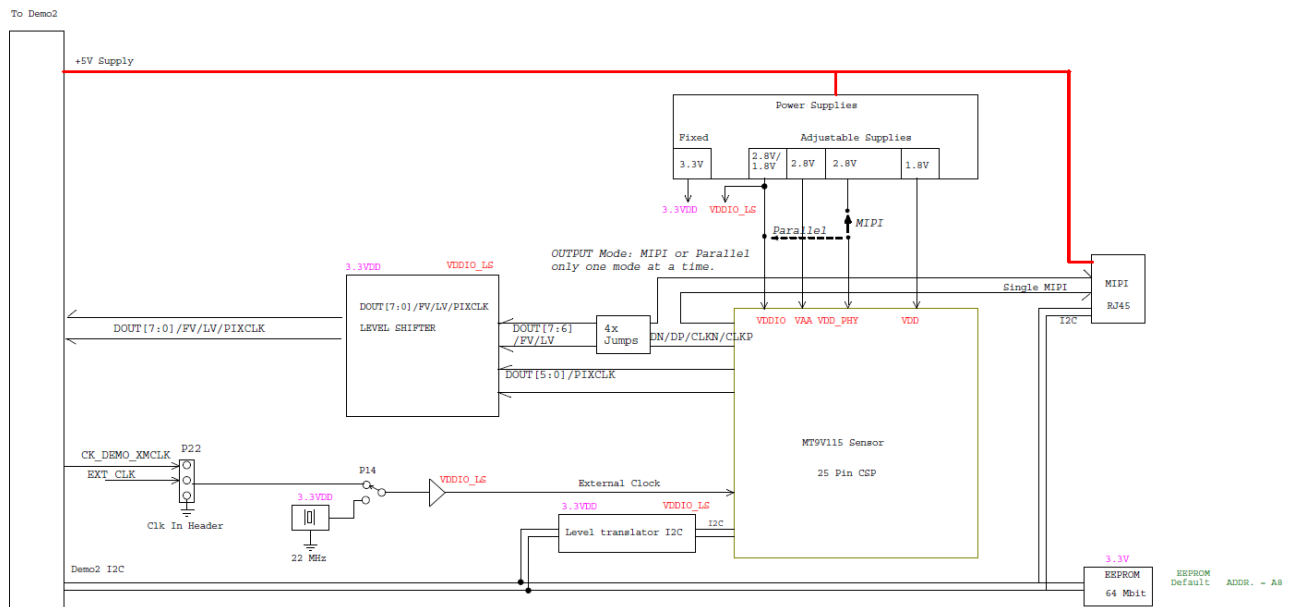 To Demo2
+5V Supply
Power Supplies
Fixed
Adjustable Supplies
3.3V
2.8V/
1.8V
2.8V
2.8V
1.8V
3.3VDD
VDDIO_LS
MIPI
Parallel
OUTPUT Mode: MIPI or Parallel
only one mode at a time.
3.3VDD
VDDIO_LS
Single MIPI
MIPI
RJ45
I2C
DOUT[7:0]/FV/LV/PIXCLK
LEVEL SHIFTER
DOUT[7:0]/FV/LV/PIXCLK
DOUT[7:6]
/FV/LV
4x
Jumps
DN/DP/CLKN/CLKP
VDDIO
VAA
VDD_PHY
VDD
DOUT[5:0]/PIXCLK
MT9V115 Sensor
25 Pin CSP
P22
CK_DEMO_XMCLK
EXT_CLK
Clk In Header
P14
3.3VDD
22 MHz
VDDIO_LS
External Clock
3.3VDD
VDDIO_LS
Level translator I2C
I2C
Demo2 I2C
3.3V
EEPROM
64 Mbit
EEPROM
Default ADDR. = A8